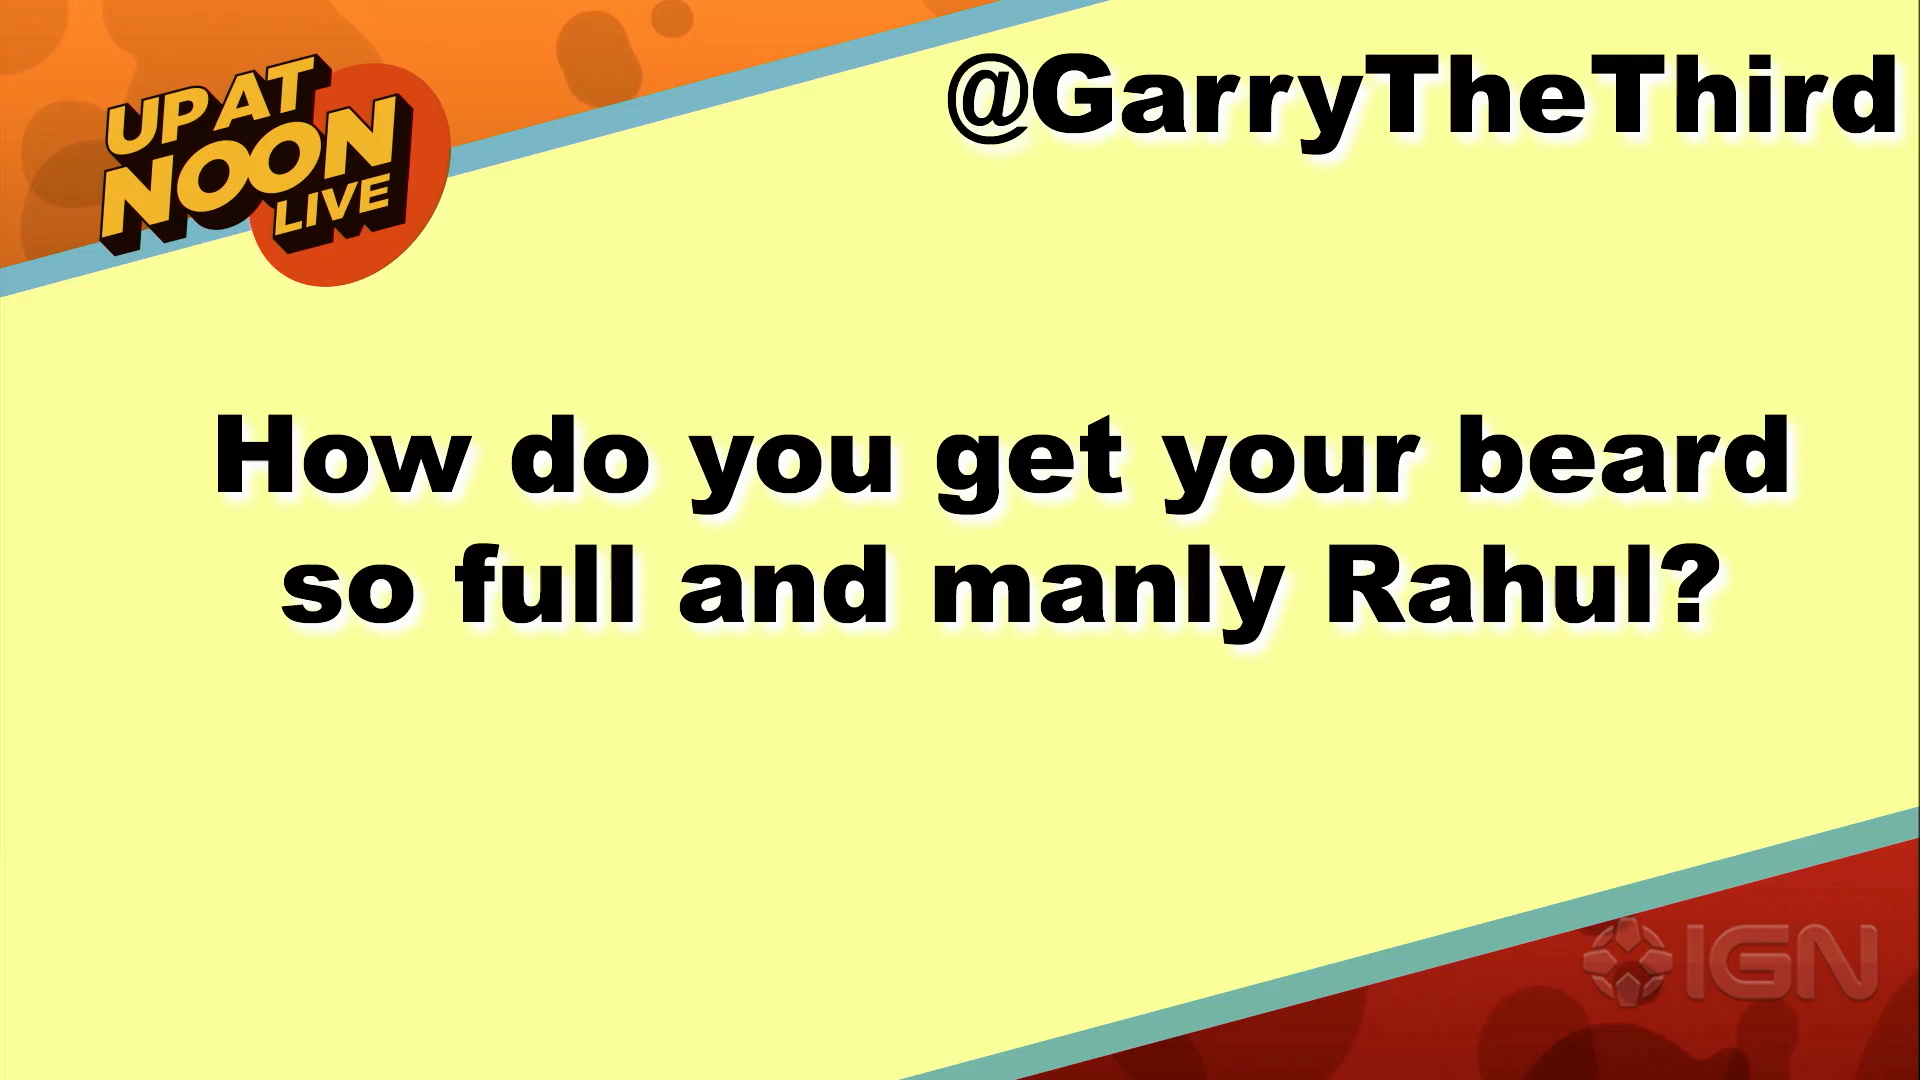 UP AT
NOON
LIVE
@GarryTheThird
How do you get your beard
so full and manly Rahul?
IGN